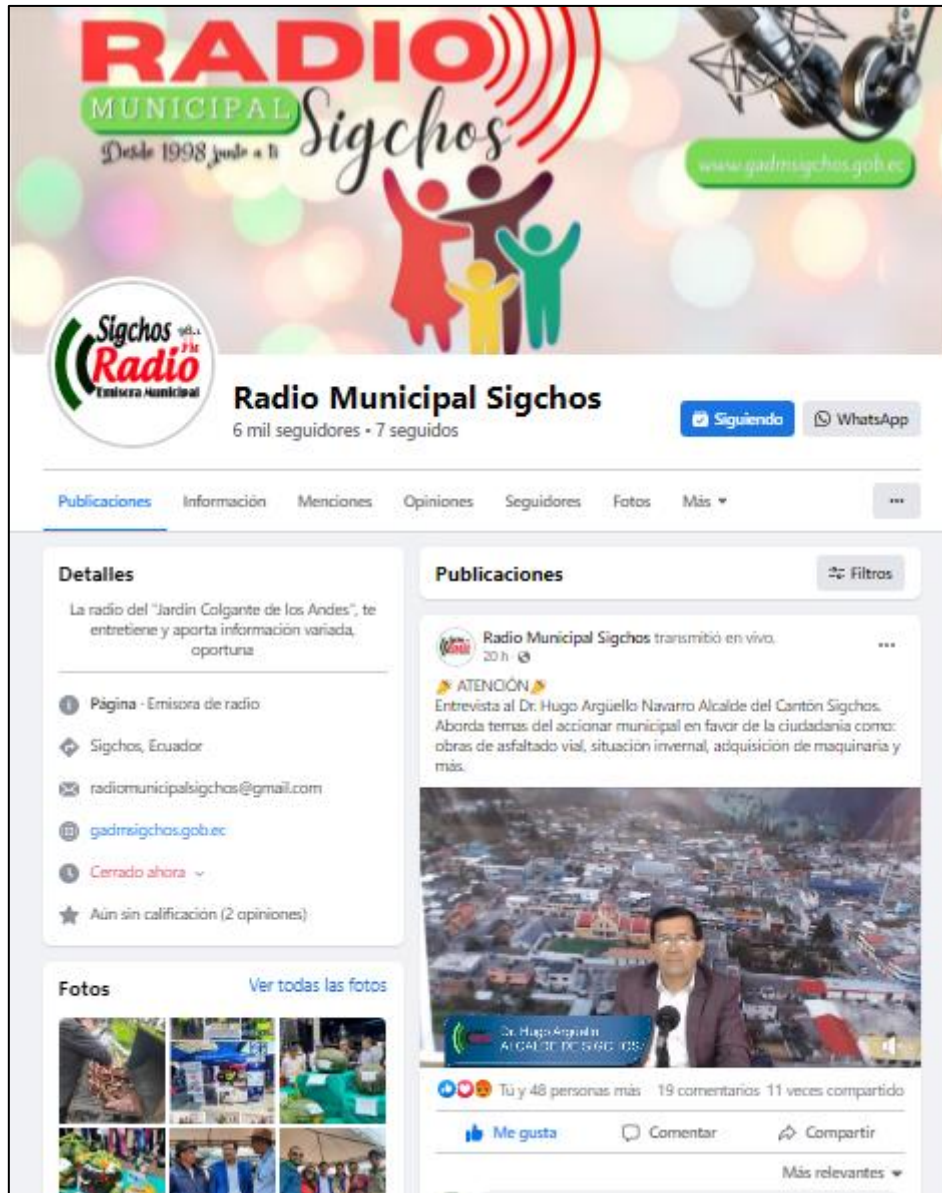 RADIO
MUNICIPAL
Sigchos
Desde 1998 junto a ti
www.gadmsigchos.gob.ec
Sigchos 98.1
FM
Radio
Emisora Municipal
Radio Municipal Sigchos
6 mil seguidores • 7 seguidos
Siguiendo
WhatsApp
Publicaciones Información Menciones Opiniones Seguidores Fotos Más
Detalles
La radio del "Jardín Colgante de los Andes", te
entretiene y aporta información variada,
oportuna
Página · Emisora de radio
Sigchos, Ecuador
radiomunicipalsigchos@gmail.com
gadmsigchos.gob.ec
Cerrado ahora
Aún sin calificación (2 opiniones)
Fotos
Ver todas las fotos
Publicaciones
Filtros
Radio Municipal Sigchos transmitió en vivo.
20 h ·
ATENCIÓN
Entrevista al Dr. Hugo Argüello Navarro Alcalde del Cantón Sigchos.
Aborda temas del accionar municipal en favor de la ciudadanía como:
obras de asfaltado vial, situación invernal, adquisición de maquinaria y
más.
Dr. Hugo Argüello
ALCALDE DE SIGCHOS
Tú y 48 personas más 19 comentarios 11 veces compartido
Me gusta Comentar Compartir
Más relevantes